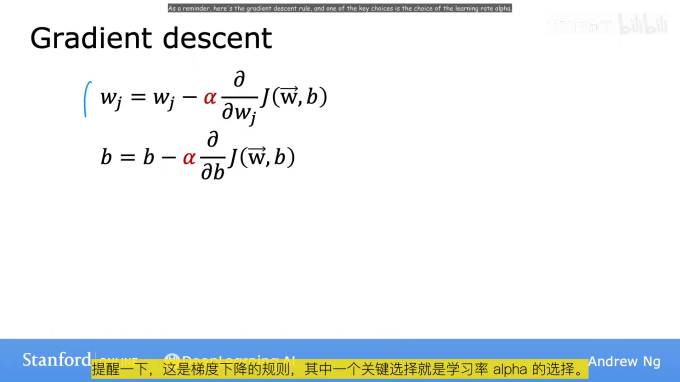 As a reminder, here's the gradient descent rule, and one of the key choices is the choice of the learning rate alpha,
bilibili
Gradient descent
w_j = w_j − α ∂/∂w_j J(w⃗, b)
b = b − α ∂/∂b J(w⃗, b)
Stanford
Andrew Ng
提醒一下，这是梯度下降的规则，其中一个关键选择就是学习率 alpha 的选择。